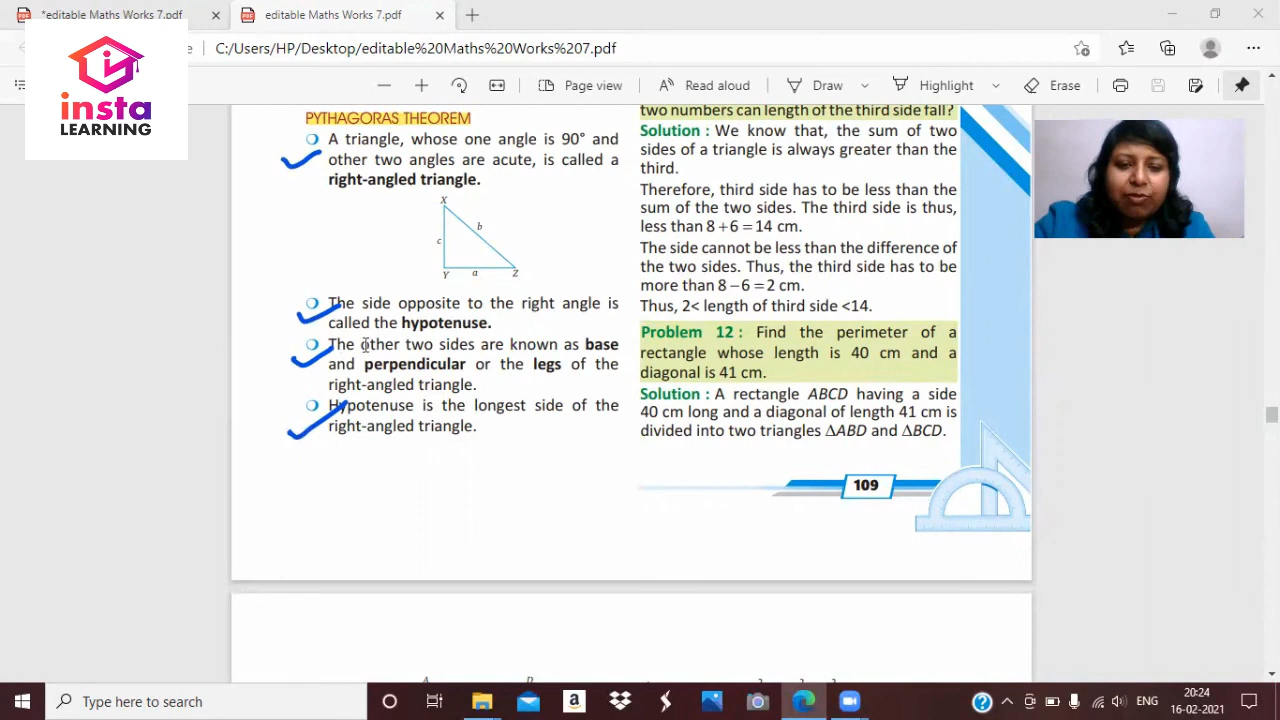 *editable Maths Works 7.pdf
editable Maths Works 7.pdf
C:/Users/HP/Desktop/editable%20Maths%20Works%207.pdf
Page view
Read aloud
Draw
Highlight
Erase
insta
LEARNING
PYTHAGORAS THEOREM
A triangle, whose one angle is 90° and
other two angles are acute, is called a
right-angled triangle.
X
b
c
Y
a
Z
The side opposite to the right angle is
called the hypotenuse.
The other two sides are known as base
and perpendicular or the legs of the
right-angled triangle.
Hypotenuse is the longest side of the
right-angled triangle.
two numbers can length of the third side fall?
Solution : We know that, the sum of two
sides of a triangle is always greater than the
third.
Therefore, third side has to be less than the
sum of the two sides. The third side is thus,
less than 8 + 6 = 14 cm.
The side cannot be less than the difference of
the two sides. Thus, the third side has to be
more than 8 – 6 = 2 cm.
Thus, 2< length of third side <14.
Problem 12 : Find the perimeter of a
rectangle whose length is 40 cm and a
diagonal is 41 cm.
Solution : A rectangle ABCD having a side
40 cm long and a diagonal of length 41 cm is
divided into two triangles ΔABD and ΔBCD.
109
Type here to search
ENG
20:24
16-02-2021